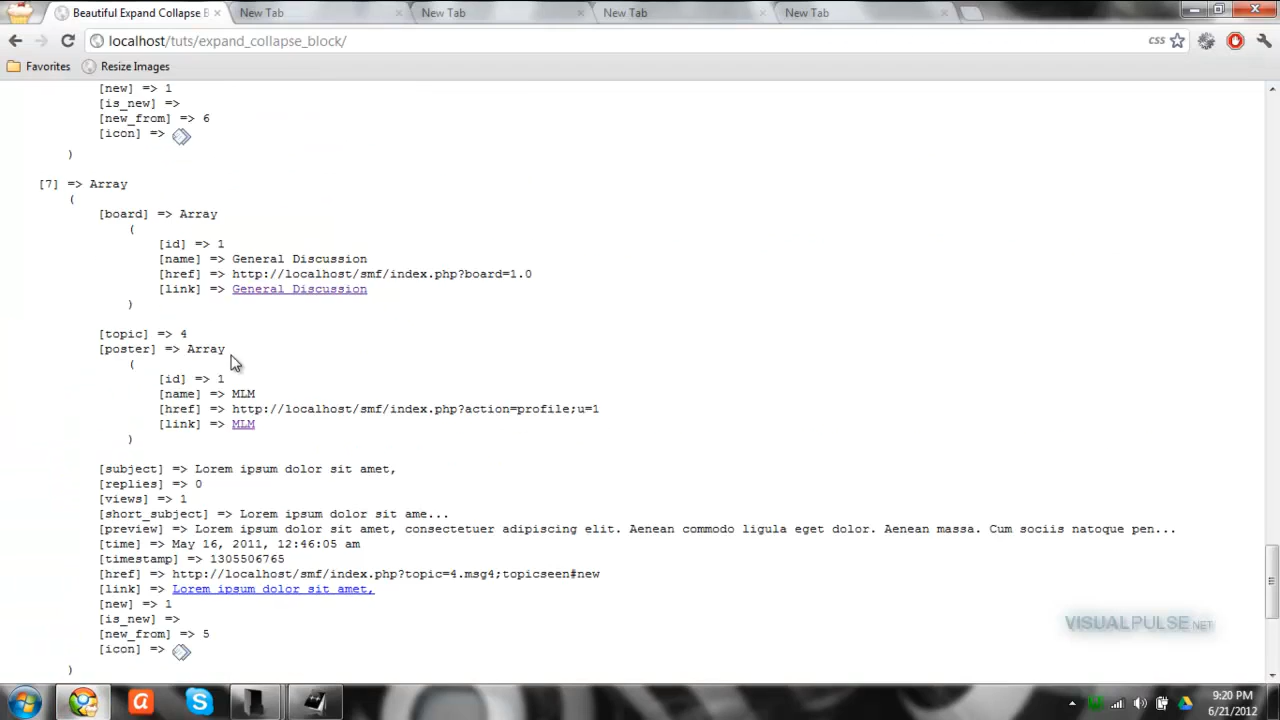 Beautiful Expand Collapse B
New Tab
New Tab
New Tab
New Tab
localhost/tuts/expand_collapse_block/
CSS
Favorites
Resize Images
[new] => 1
[is_new] =>
[new_from] => 6
[icon] =>
)
[7] => Array
(
[board] => Array
(
[id] => 1
[name] => General Discussion
[href] => http://localhost/smf/index.php?board=1.0
[link] => General Discussion
)
[topic] => 4
[poster] => Array
(
[id] => 1
[name] => MLM
[href] => http://localhost/smf/index.php?action=profile;u=1
[link] => MLM
)
[subject] => Lorem ipsum dolor sit amet,
[replies] => 0
[views] => 1
[short_subject] => Lorem ipsum dolor sit ame...
[preview] => Lorem ipsum dolor sit amet, consectetuer adipiscing elit. Aenean commodo ligula eget dolor. Aenean massa. Cum sociis natoque pen...
[time] => May 16, 2011, 12:46:05 am
[timestamp] => 1305506765
[href] => http://localhost/smf/index.php?topic=4.msg4;topicseen#new
[link] => Lorem ipsum dolor sit amet,
[new] => 1
[is_new] =>
[new_from] => 5
[icon] =>
)
VISUALPULSE.NET
9:20 PM
6/21/2012